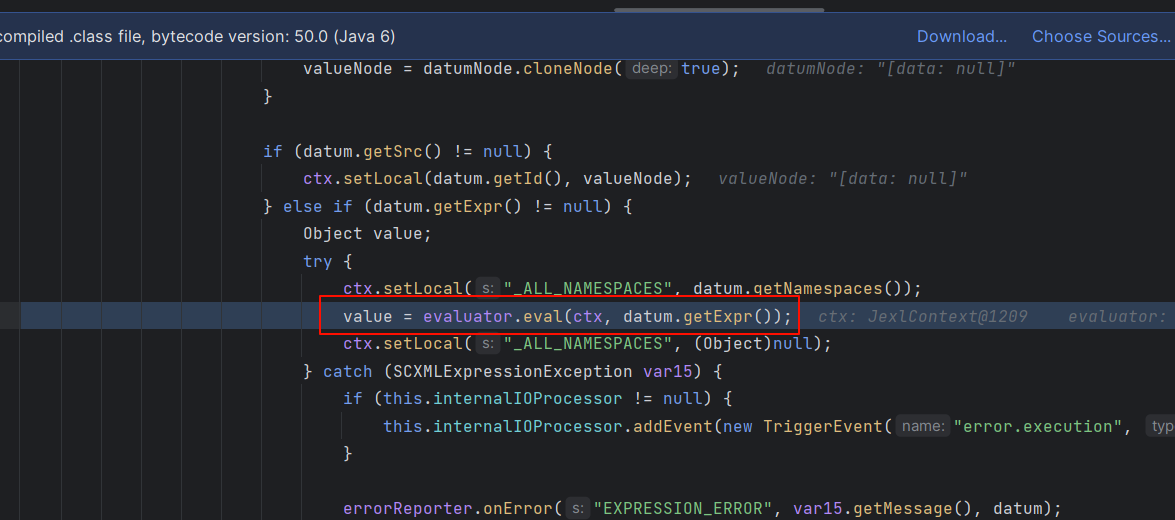 compiled .class file, bytecode version: 50.0 (Java 6) Download... Choose Sources...
valueNode = datumNode.cloneNode( deep: true); datumNode: "[data: null]"
}
if (datum.getSrc() != null) {
ctx.setLocal(datum.getId(), valueNode); valueNode: "[data: null]"
} else if (datum.getExpr() != null) {
Object value;
try {
ctx.setLocal( s: "_ALL_NAMESPACES", datum.getNamespaces());
value = evaluator.eval(ctx, datum.getExpr()); ctx: JexlContext@1209 evaluator:
ctx.setLocal( s: "_ALL_NAMESPACES", (Object)null);
} catch (SCXMLExpressionException var15) {
if (this.internalIOProcessor != null) {
this.internalIOProcessor.addEvent(new TriggerEvent( name: "error.execution", typ
}
errorReporter.onError( s: "EXPRESSION_ERROR", var15.getMessage(), datum);